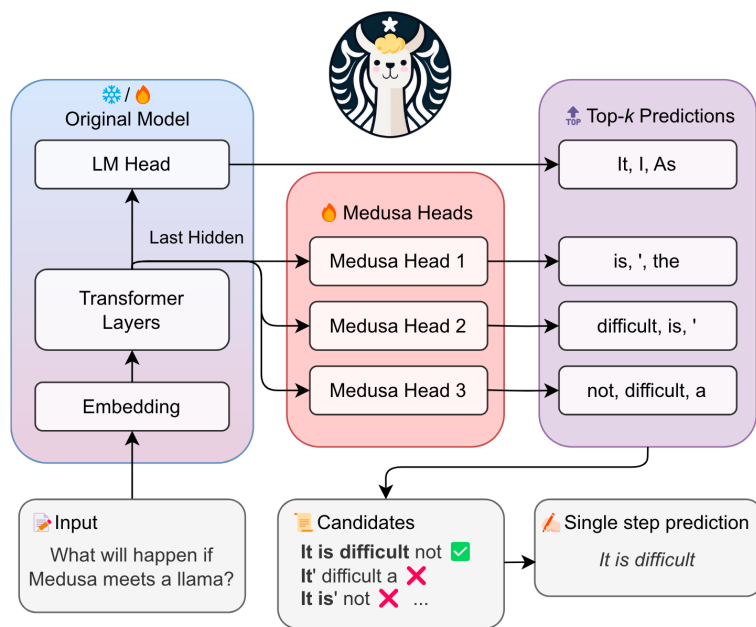 /
Original Model
LM Head
Last Hidden
Transformer
Layers
Embedding
Medusa Heads
Medusa Head 1
Medusa Head 2
Medusa Head 3
TOP
Top-k Predictions
It, I, As
is, ', the
difficult, is, '
not, difficult, a
Input
What will happen if
Medusa meets a llama?
Candidates
It is difficult not
It' difficult a
It is' not ...
Single step prediction
It is difficult